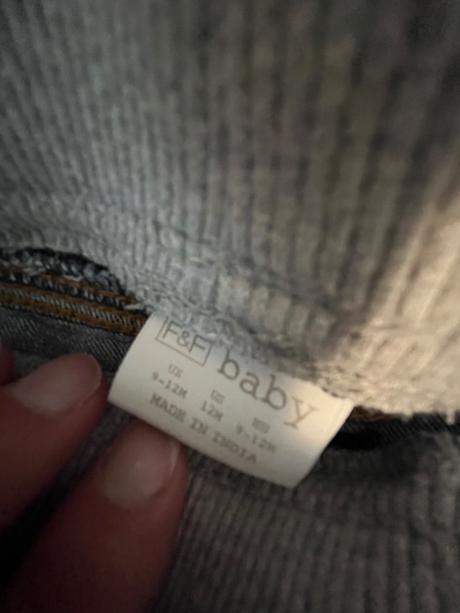 F&F baby
UK US EU
9-12M 12M 9-12M
MADE IN INDIA